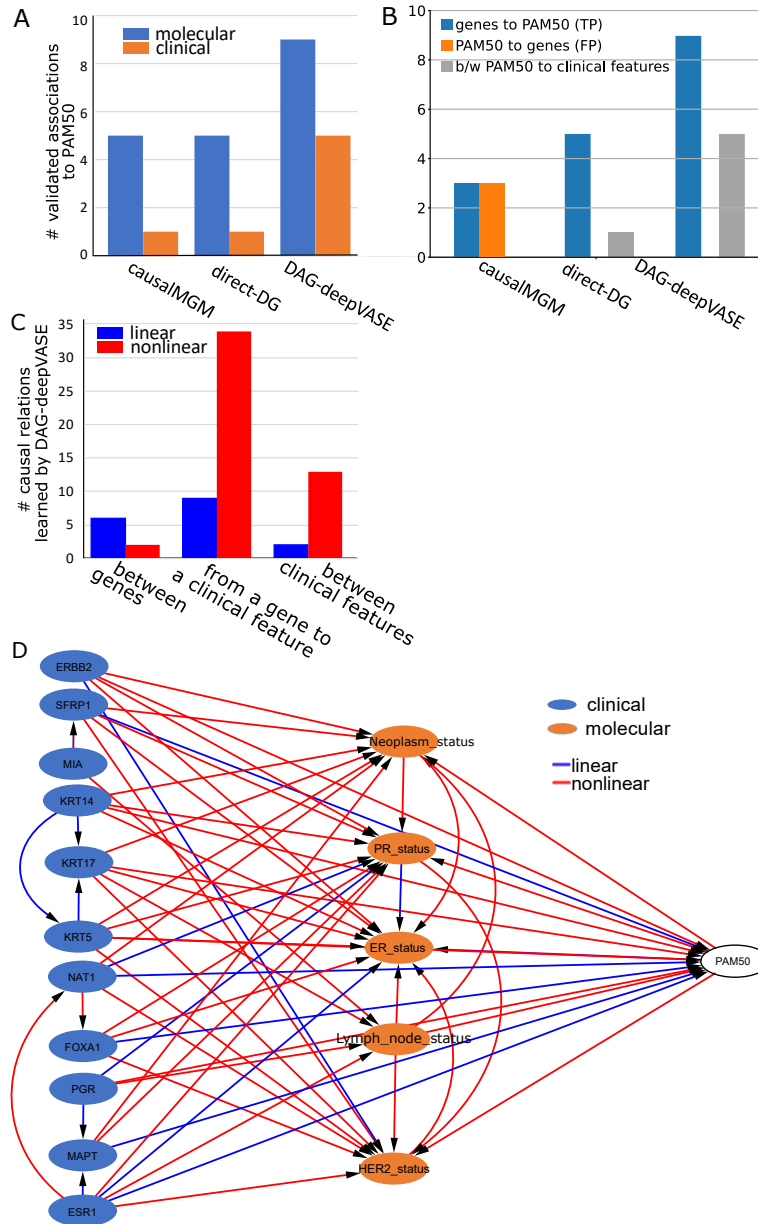 A
10
8
6
4
2
0
# validated associations
to PAM50
molecular
clinical
causalMGM
direct-DG
DAG-deepVASE
B
10
8
6
4
2
0
genes to PAM50 (TP)
PAM50 to genes (FP)
b/w PAM50 to clinical features
causalMGM
direct-DG
DAG-deepVASE
C
35
30
25
20
15
10
5
0
# causal relations
learned by DAG-deepVASE
linear
nonlinear
between
genes
from a gene to
a clinical feature
between
clinical features
D
ERBB2
SFRP1
MIA
KRT14
KRT17
KRT5
NAT1
FOXA1
PGR
MAPT
ESR1
Neoplasm_status
PR_status
ER_status
Lymph_node_status
HER2_status
PAM50
clinical
molecular
linear
nonlinear